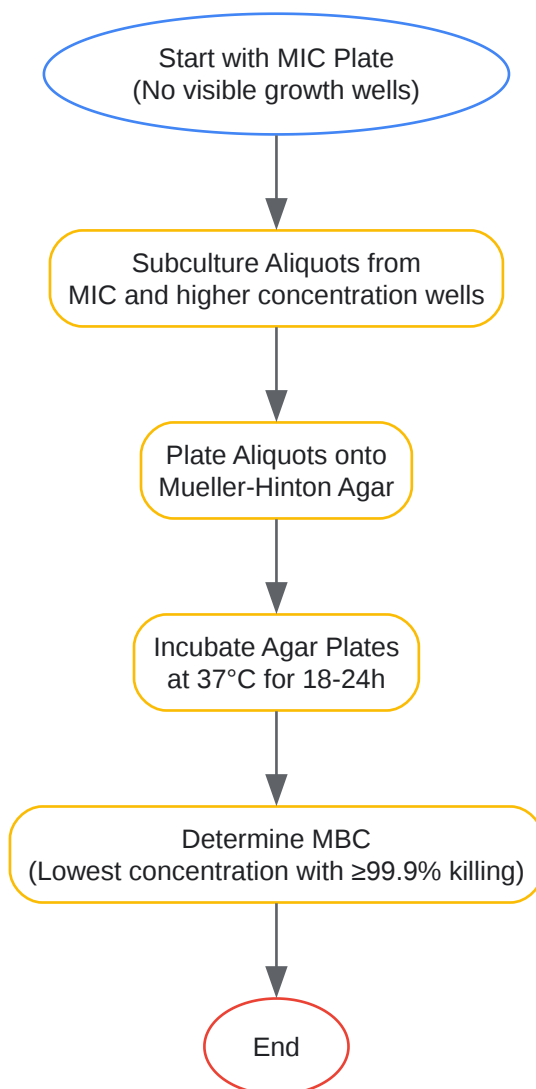 Start with MIC Plate
(No visible growth wells)
Subculture Aliquots from
MIC and higher concentration wells
Plate Aliquots onto
Mueller-Hinton Agar
Incubate Agar Plates
at 37°C for 18-24h
Determine MBC
(Lowest concentration with ≥99.9% killing)
End